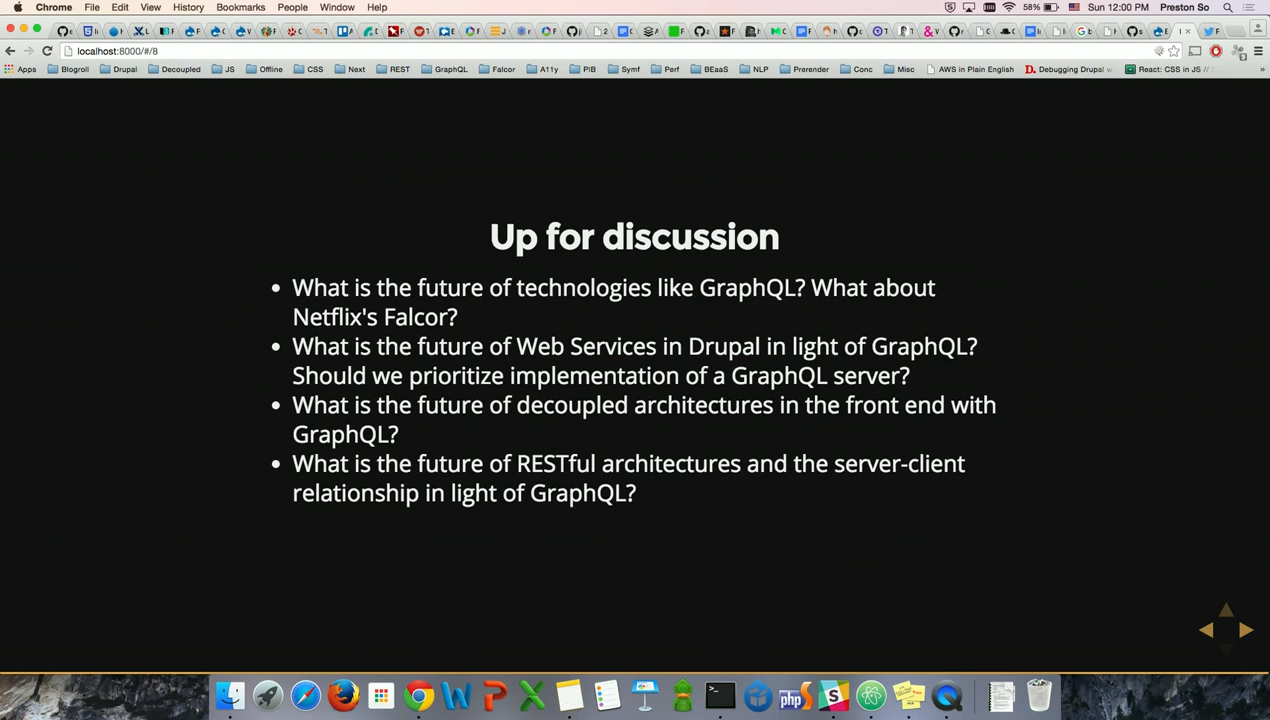 Chrome File Edit View History Bookmarks People Window Help 58% Sun 12:00 PM Preston So
localhost:8000/#/8
Apps Blogroll Drupal Decoupled JS Offline CSS Next REST GraphQL Falcor A11y PIB Symf Perf BEaaS NLP Prerender Conc Misc AWS in Plain English Debugging Drupal React: CSS in JS //
Up for discussion
• What is the future of technologies like GraphQL? What about
Netflix's Falcor?
• What is the future of Web Services in Drupal in light of GraphQL?
Should we prioritize implementation of a GraphQL server?
• What is the future of decoupled architectures in the front end with
GraphQL?
• What is the future of RESTful architectures and the server-client
relationship in light of GraphQL?
php